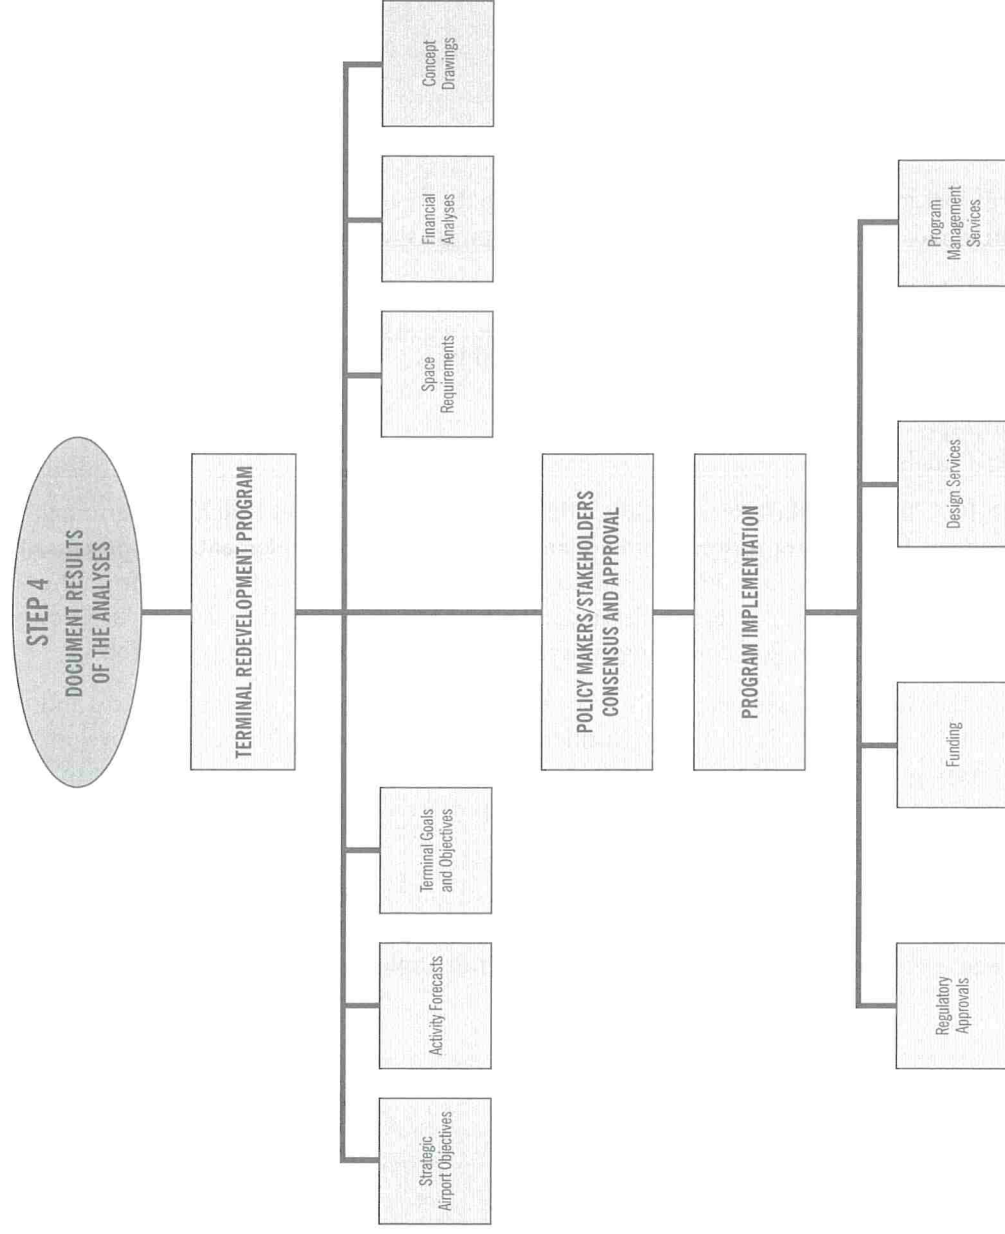 STEP 4
DOCUMENT RESULTS
OF THE ANALYSES
TERMINAL REDEVELOPMENT PROGRAM
Strategic
Airport Objectives
Activity Forecasts
Terminal Goals
and Objectives
Space
Requirements
Financial
Analyses
Concept
Drawings
POLICY MAKERS/STAKEHOLDERS
CONSENSUS AND APPROVAL
PROGRAM IMPLEMENTATION
Regulatory
Approvals
Funding
Design Services
Program
Management
Services